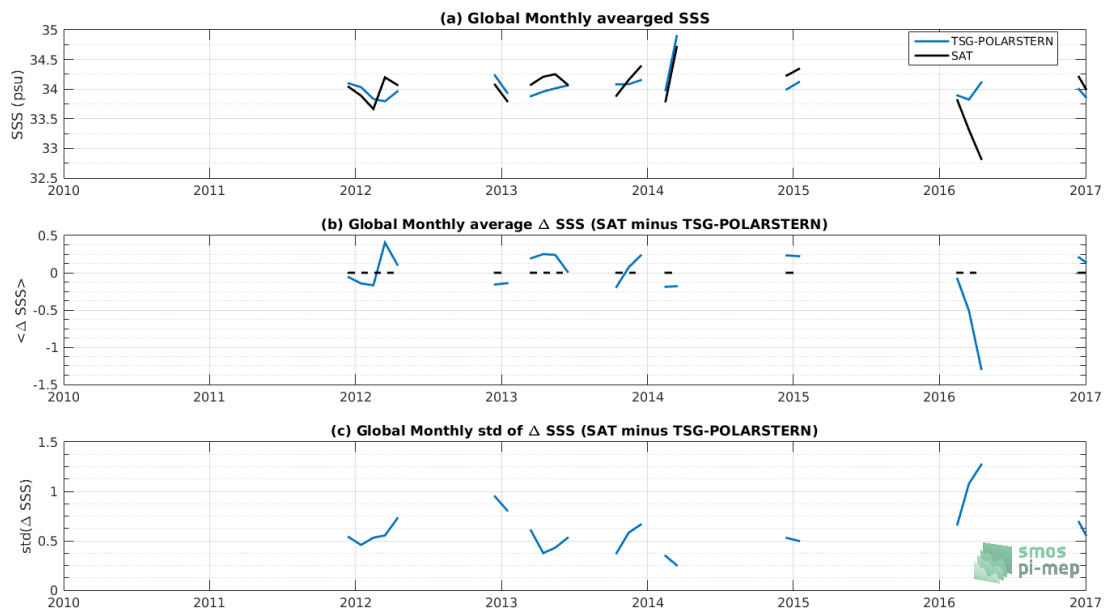 (a) Global Monthly avearged SSS
35
34.5
34
33.5
33
32.5
SSS (psu)
TSG-POLARSTERN
SAT
2010 2011 2012 2013 2014 2015 2016 2017
(b) Global Monthly average Δ SSS (SAT minus TSG-POLARSTERN)
0.5
0
-0.5
-1
-1.5
<Δ SSS>
2010 2011 2012 2013 2014 2015 2016 2017
(c) Global Monthly std of Δ SSS (SAT minus TSG-POLARSTERN)
1.5
1
0.5
0
std(Δ SSS)
smos
pi-mep
2010 2011 2012 2013 2014 2015 2016 2017